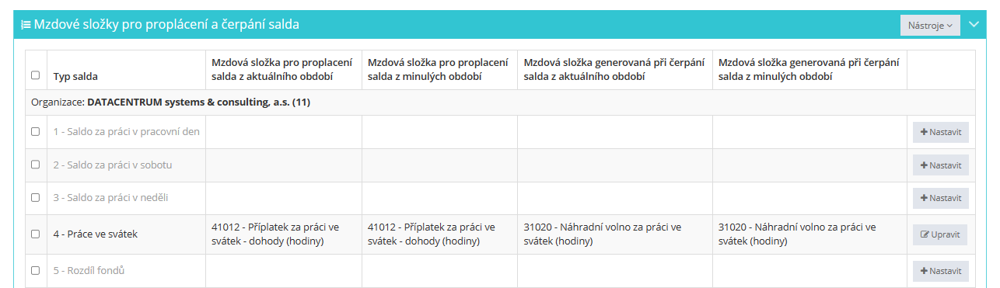 Mzdové složky pro proplácení a čerpání salda
Nástroje
Typ salda
Mzdová složka pro proplacení
salda z aktuálního období
Mzdová složka pro proplacení
salda z minulých období
Mzdová složka generovaná při čerpání
salda z aktuálního období
Mzdová složka generovaná při čerpání
salda z minulých období
Organizace: DATACENTRUM systems & consulting, a.s. (11)
1 - Saldo za práci v pracovní den
Nastavit
2 - Saldo za práci v sobotu
Nastavit
3 - Saldo za práci v neděli
Nastavit
4 - Práce ve svátek
41012 - Příplatek za práci ve
svátek - dohody (hodiny)
41012 - Příplatek za práci ve
svátek - dohody (hodiny)
31020 - Náhradní volno za práci ve
svátek (hodiny)
31020 - Náhradní volno za práci ve
svátek (hodiny)
Upravit
5 - Rozdíl fondů
Nastavit